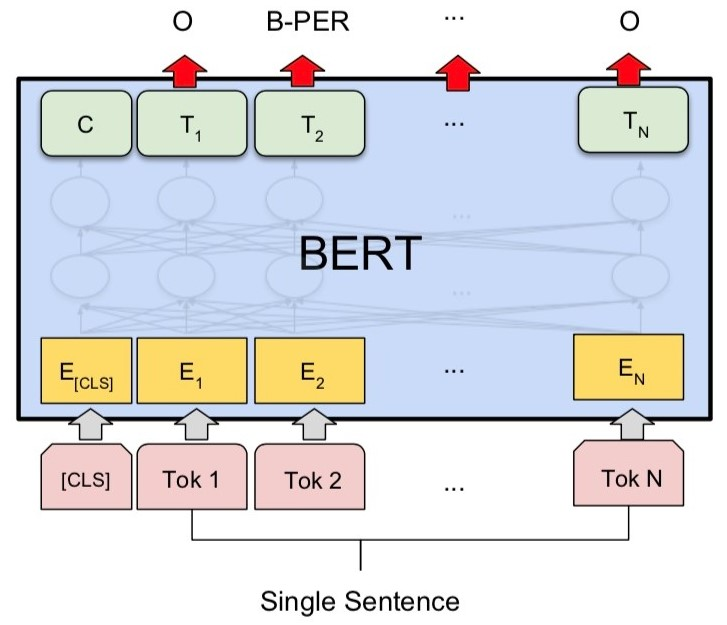 O B-PER ... O
C T1 T2 ... TN
...
BERT
...
E[CLS] E1 E2 ... EN
[CLS] Tok 1 Tok 2 ... Tok N
Single Sentence